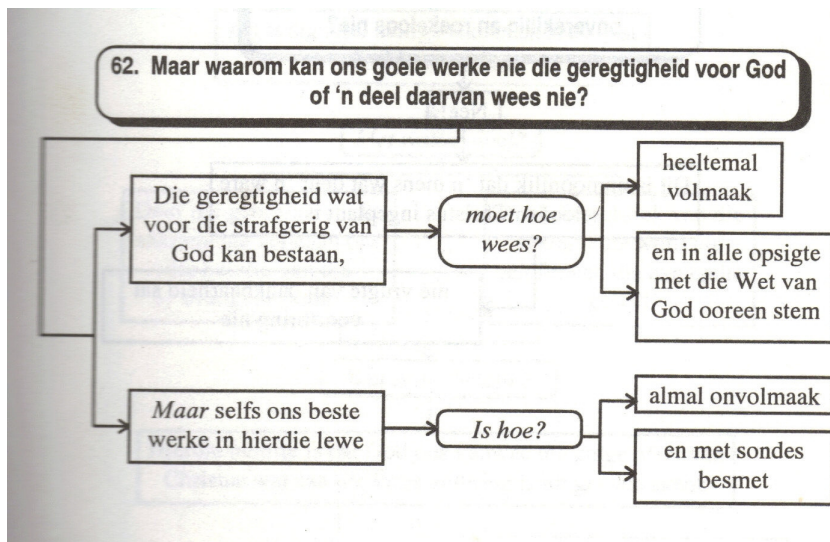 62. Maar waarom kan ons goeie werke nie die geregtigheid voor God
of 'n deel daarvan wees nie?
Die geregtigheid wat
voor die strafgerig van
God kan bestaan,
moet hoe
wees?
heeltemal
volmaak
en in alle opsigte
met die Wet van
God ooreen stem
Maar selfs ons beste
werke in hierdie lewe
Is hoe?
almal onvolmaak
en met sondes
besmet